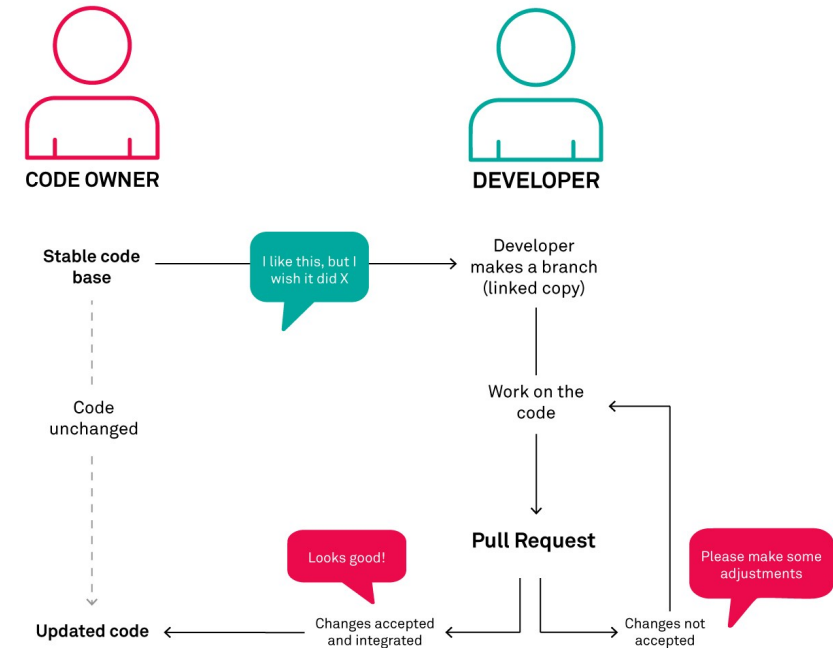 CODE OWNER
DEVELOPER
Stable code
base
I like this, but I
wish it did X
Developer
makes a branch
(linked copy)
Code
unchanged
Work on the
code
Pull Request
Looks good!
Please make some
adjustments
Updated code
Changes accepted
and integrated
Changes not
accepted